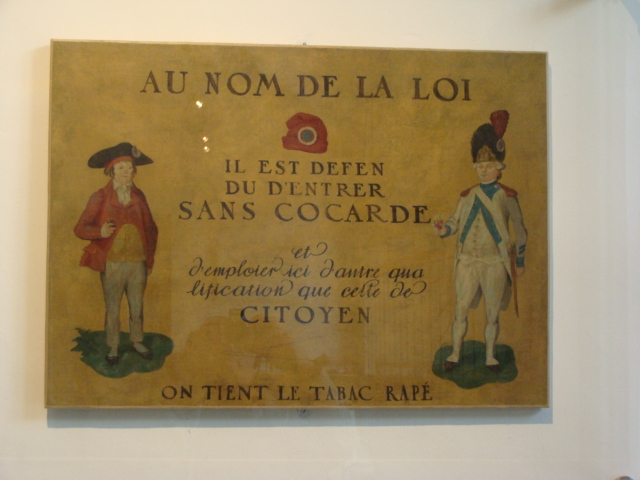 AU NOM DE LA LOI
IL EST DEFEN
DU D'ENTRER
SANS COCARDE
et
d'emploier ici d'autre qua
lification que celle de
CITOYEN
ON TIENT LE TABAC RAPÉ